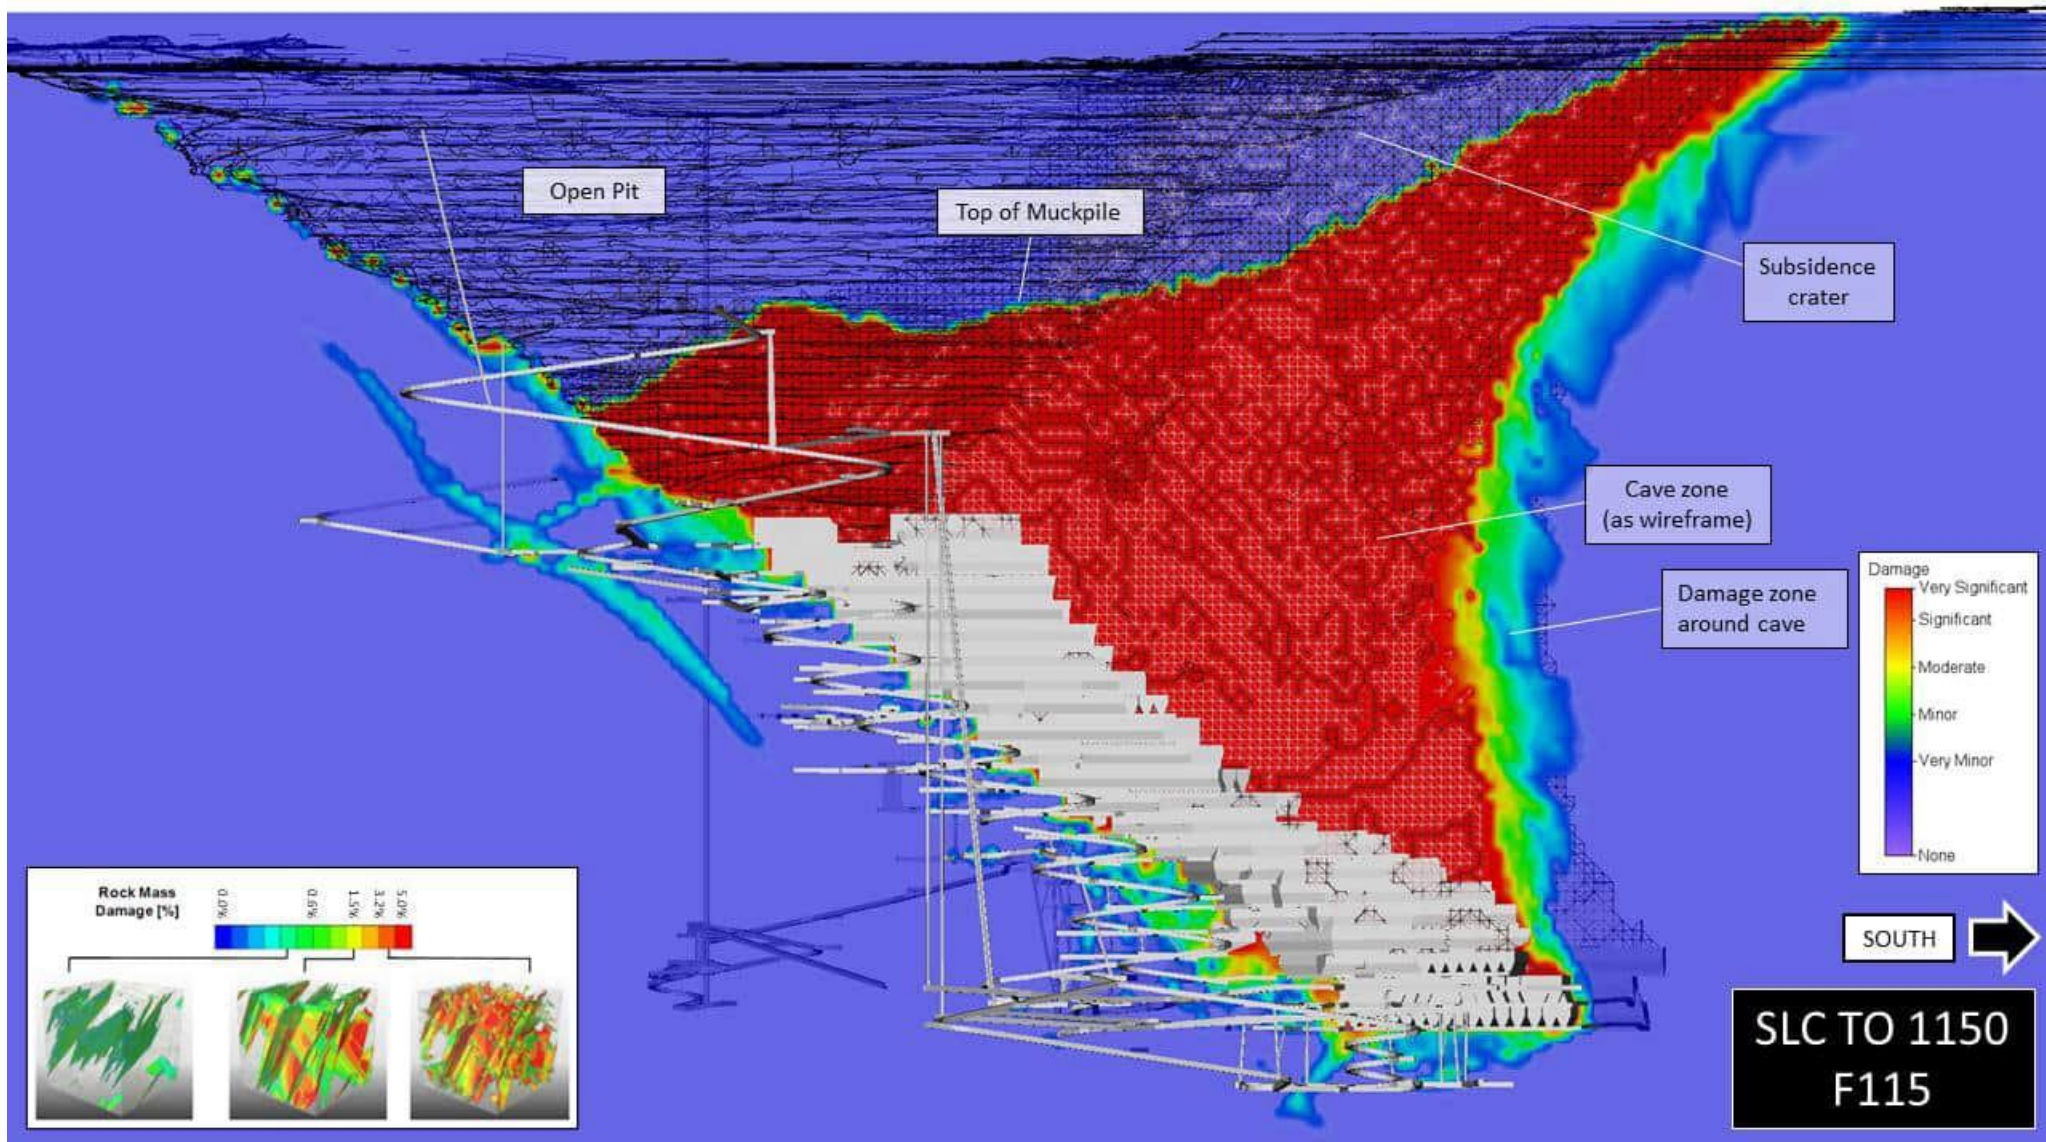 Open Pit
Top of Muckpile
Subsidence
crater
Cave zone
(as wireframe)
Damage zone
around cave
Damage
Very Significant
Significant
Moderate
Minor
Very Minor
None
Rock Mass
Damage [%]
0.0%
0.6%
1.5%
3.2%
5.0%
SOUTH
SLC TO 1150
F115